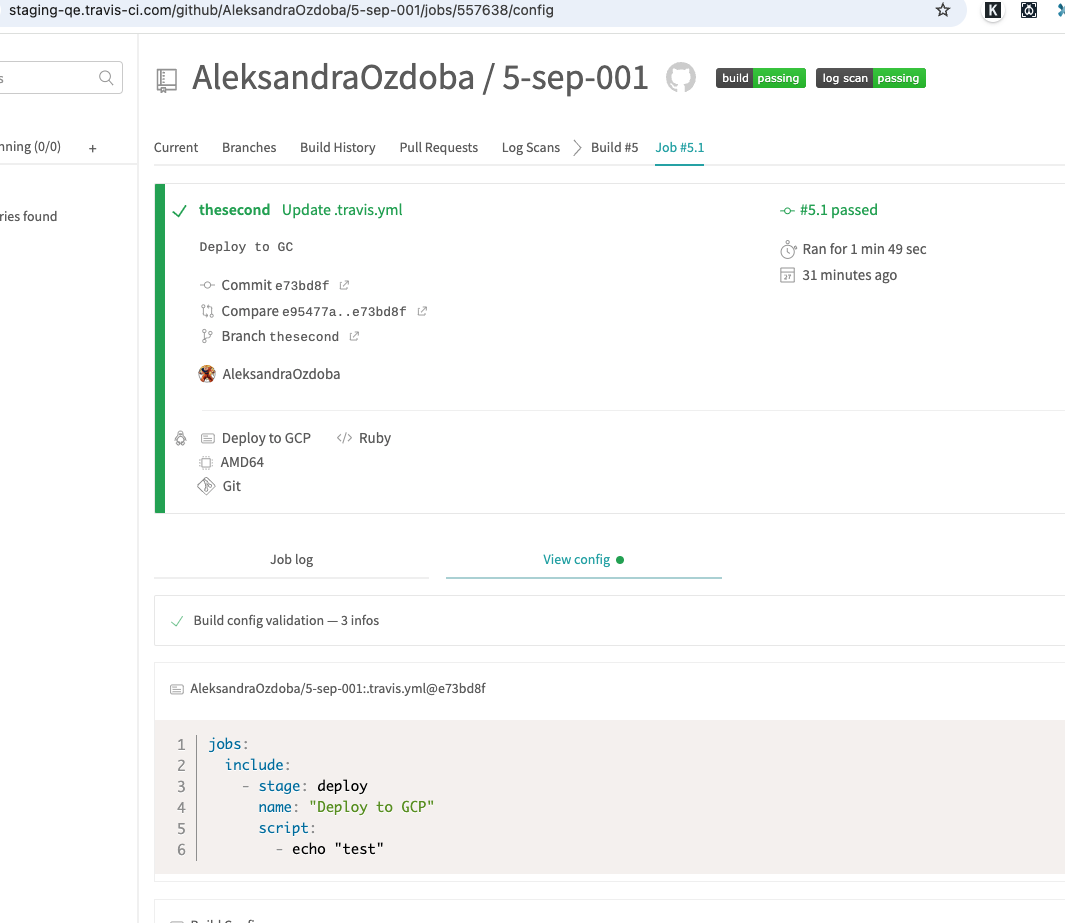 staging-qe.travis-ci.com/github/AleksandraOzdoba/5-sep-001/jobs/557638/config
K
AleksandraOzdoba / 5-sep-001
build passing
log scan passing
nning (0/0) +
ries found
Current Branches Build History Pull Requests Log Scans Build #5 Job #5.1
thesecond Update .travis.yml
#5.1 passed
Deploy to GC
Ran for 1 min 49 sec
31 minutes ago
27
Commit e73bd8f
Compare e95477a..e73bd8f
Branch thesecond
AleksandraOzdoba
Deploy to GCP </> Ruby
AMD64
Git
Job log View config
Build config validation — 3 infos
AleksandraOzdoba/5-sep-001:.travis.yml@e73bd8f
1 jobs:
2 include:
3 - stage: deploy
4 name: "Deploy to GCP"
5 script:
6 - echo "test"